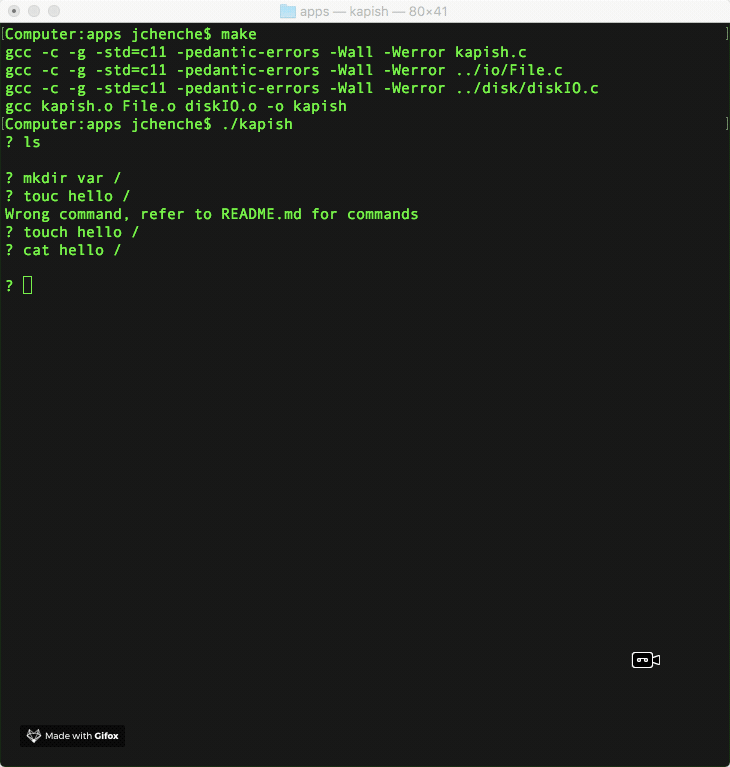 apps — kapish — 80×41
[Computer:apps jchenche$ make ]
gcc -c -g -std=c11 -pedantic-errors -Wall -Werror kapish.c
gcc -c -g -std=c11 -pedantic-errors -Wall -Werror ../io/File.c
gcc -c -g -std=c11 -pedantic-errors -Wall -Werror ../disk/diskIO.c
gcc kapish.o File.o diskIO.o -o kapish
[Computer:apps jchenche$ ./kapish ]
? ls
? mkdir var /
? touc hello /
Wrong command, refer to README.md for commands
? touch hello /
? cat hello /
?
Made with Gifox